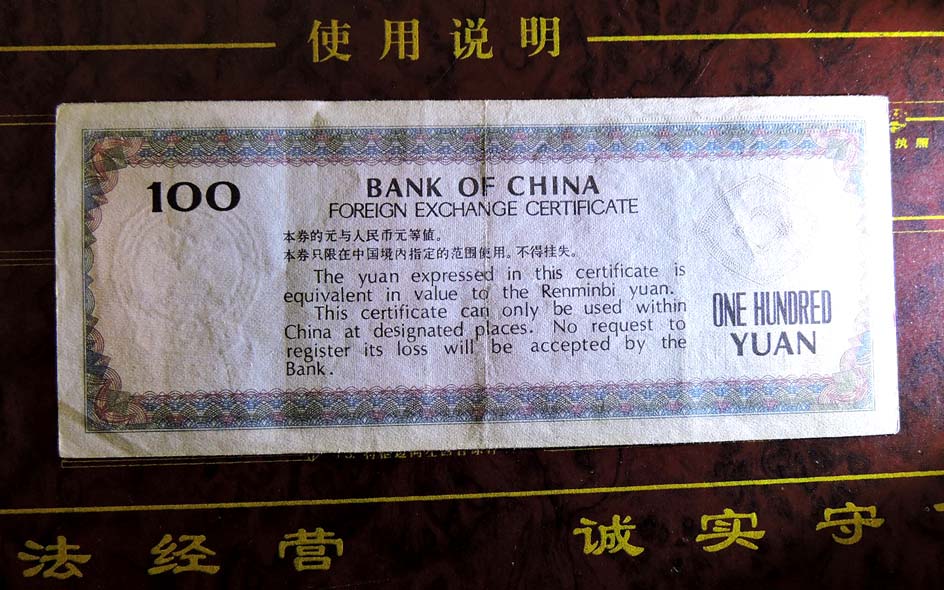 使用说明
执照
100
BANK OF CHINA
FOREIGN EXCHANGE CERTIFICATE
本券的元与人民币元等值。
本券只限在中国境内指定的范围使用。不得挂失。
The yuan expressed in this certificate is
equivalent in value to the Renminbi yuan.
This certificate can only be used within
China at designated places. No request to
register its loss will be accepted by the
Bank.
ONE HUNDRED
YUAN
法经营 诚实守